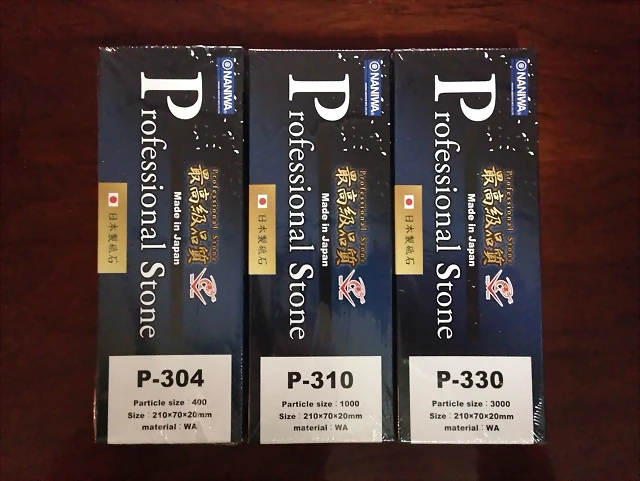 NANIWA
Professional Stone
Professional Stone
最高級品質
Made in Japan
日本製砥石
P-304
Particle size : 400
Size : 210×70×20mm
material : WA
NANIWA
Professional Stone
Professional Stone
最高級品質
Made in Japan
日本製砥石
P-310
Particle size : 1000
Size : 210×70×20mm
material : WA
NANIWA
Professional Stone
Professional Stone
最高級品質
Made in Japan
日本製砥石
P-330
Particle size : 3000
Size : 210×70×20mm
material : WA